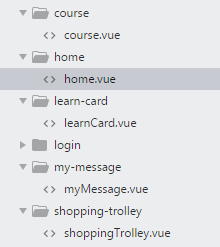 course
course.vue
home
home.vue
learn-card
learnCard.vue
login
my-message
myMessage.vue
shopping-trolley
shoppingTrolley.vue